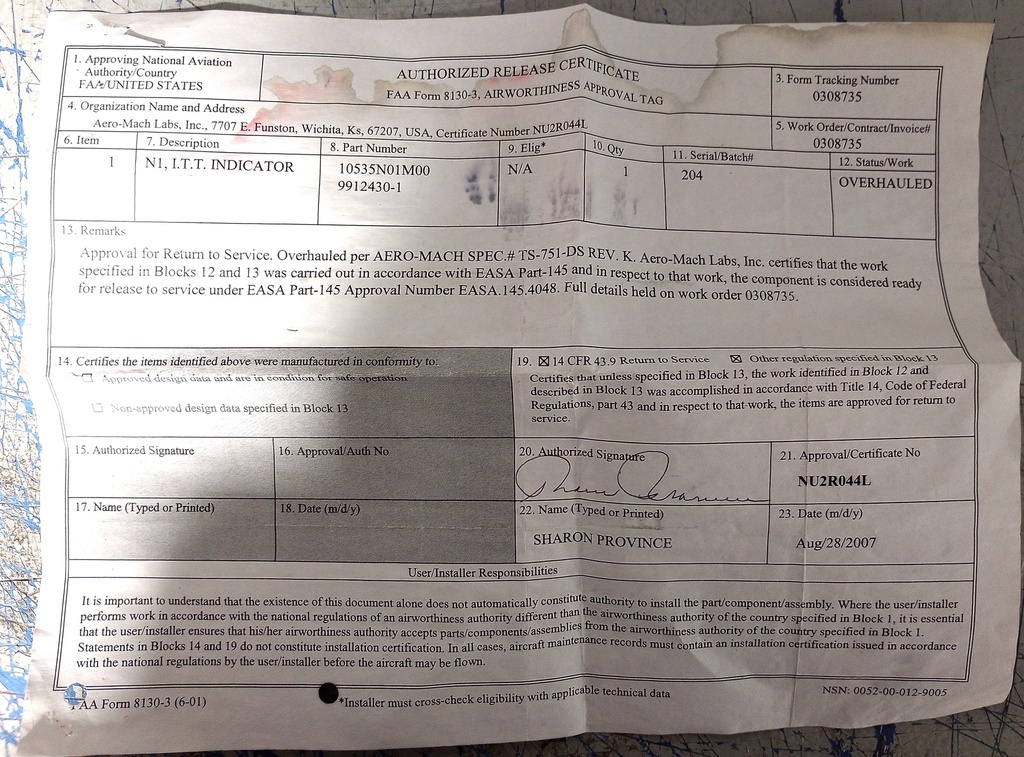 1. Approving National Aviation
Authority/Country
FAA/UNITED STATES
AUTHORIZED RELEASE CERTIFICATE
FAA Form 8130-3, AIRWORTHINESS APPROVAL TAG
3. Form Tracking Number
0308735
4. Organization Name and Address
Aero-Mach Labs, Inc., 7707 E. Funston, Wichita, Ks, 67207, USA, Certificate Number NU2R044L
5. Work Order/Contract/Invoice#
0308735
6. Item
1
7. Description
N1, I.T.T. INDICATOR
8. Part Number
10535N01M00
9912430-1
9. Elig*
N/A
10. Qty
1
11. Serial/Batch#
204
12. Status/Work
OVERHAULED
13. Remarks
Approval for Return to Service. Overhauled per AERO-MACH SPEC.# TS-751-DS REV. K. Aero-Mach Labs, Inc. certifies that the work
specified in Blocks 12 and 13 was carried out in accordance with EASA Part-145 and in respect to that work, the component is considered ready
for release to service under EASA Part-145 Approval Number EASA.145.4048. Full details held on work order 0308735.
14. Certifies the items identified above were manufactured in conformity to:
Approved design data and are in condition for safe operation
Non-approved design data specified in Block 13
19. ☒ 14 CFR 43.9 Return to Service ☒ Other regulation specified in Block 13
Certifies that unless specified in Block 13, the work identified in Block 12 and
described in Block 13 was accomplished in accordance with Title 14, Code of Federal
Regulations, part 43 and in respect to that work, the items are approved for return to
service.
15. Authorized Signature
16. Approval/Auth No
20. Authorized Signature
21. Approval/Certificate No
NU2R044L
17. Name (Typed or Printed)
18. Date (m/d/y)
22. Name (Typed or Printed)
SHARON PROVINCE
23. Date (m/d/y)
Aug/28/2007
User/Installer Responsibilities
It is important to understand that the existence of this document alone does not automatically constitute authority to install the part/component/assembly. Where the user/installer
performs work in accordance with the national regulations of an airworthiness authority different than the airworthiness authority of the country specified in Block 1, it is essential
that the user/installer ensures that his/her airworthiness authority accepts parts/components/assemblies from the airworthiness authority of the country specified in Block 1.
Statements in Blocks 14 and 19 do not constitute installation certification. In all cases, aircraft maintenance records must contain an installation certification issued in accordance
with the national regulations by the user/installer before the aircraft may be flown.
FAA Form 8130-3 (6-01)
*Installer must cross-check eligibility with applicable technical data
NSN: 0052-00-012-9005